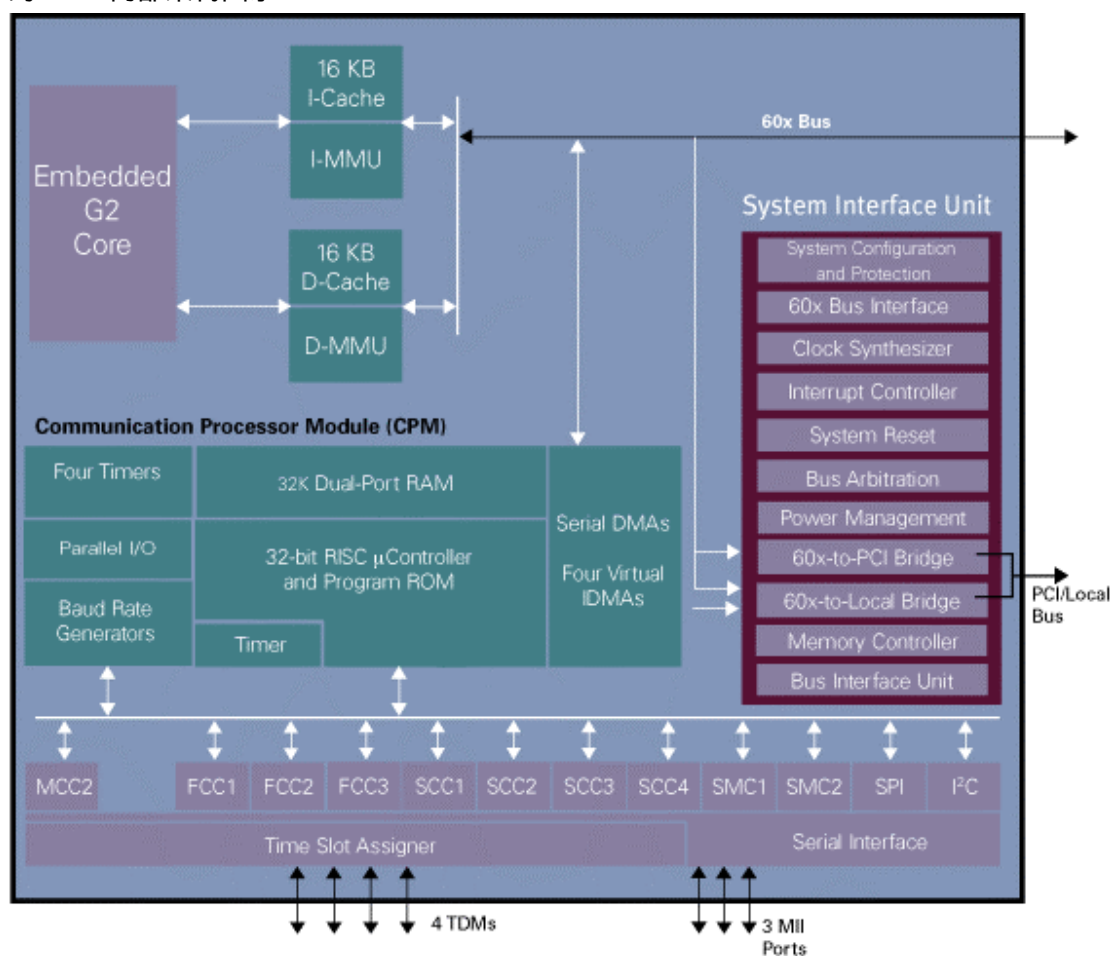 16 KB
I-Cache
I-MMU
60x Bus
Embedded
G2
Core
16 KB
D-Cache
D-MMU
System Interface Unit
System Configuration
and Protection
60x Bus Interface
Clock Synthesizer
Interrupt Controller
System Reset
Bus Arbitration
Power Management
60x-to-PCI Bridge
60x-to-Local Bridge
Memory Controller
Bus Interface Unit
PCI/Local
Bus
Communication Processor Module (CPM)
Four Timers
32K Dual-Port RAM
Parallel I/O
32-bit RISC µController
and Program ROM
Baud Rate
Generators
Timer
Serial DMAs
Four Virtual
IDMAs
MCC2
FCC1
FCC2
FCC3
SCC1
SCC2
SCC3
SCC4
SMC1
SMC2
SPI
I²C
Time Slot Assigner
Serial Interface
4 TDMs
3 MII
Ports